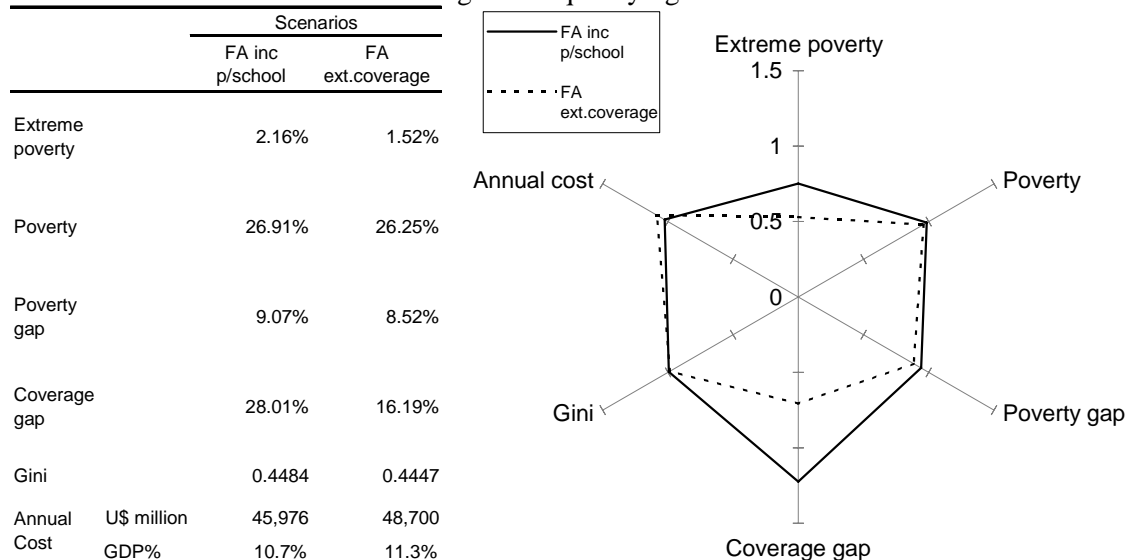 Scenarios
FA inc FA
p/school ext.coverage
Extreme
poverty 2.16% 1.52%
Poverty 26.91% 26.25%
Poverty
gap 9.07% 8.52%
Coverage
gap 28.01% 16.19%
Gini 0.4484 0.4447
Annual
Cost U$ million 45,976 48,700
GDP% 10.7% 11.3%
FA inc
p/school
FA
ext.coverage
Extreme poverty
1.5
1
Annual cost
Poverty
0.5
0
Gini
Poverty gap
Coverage gap